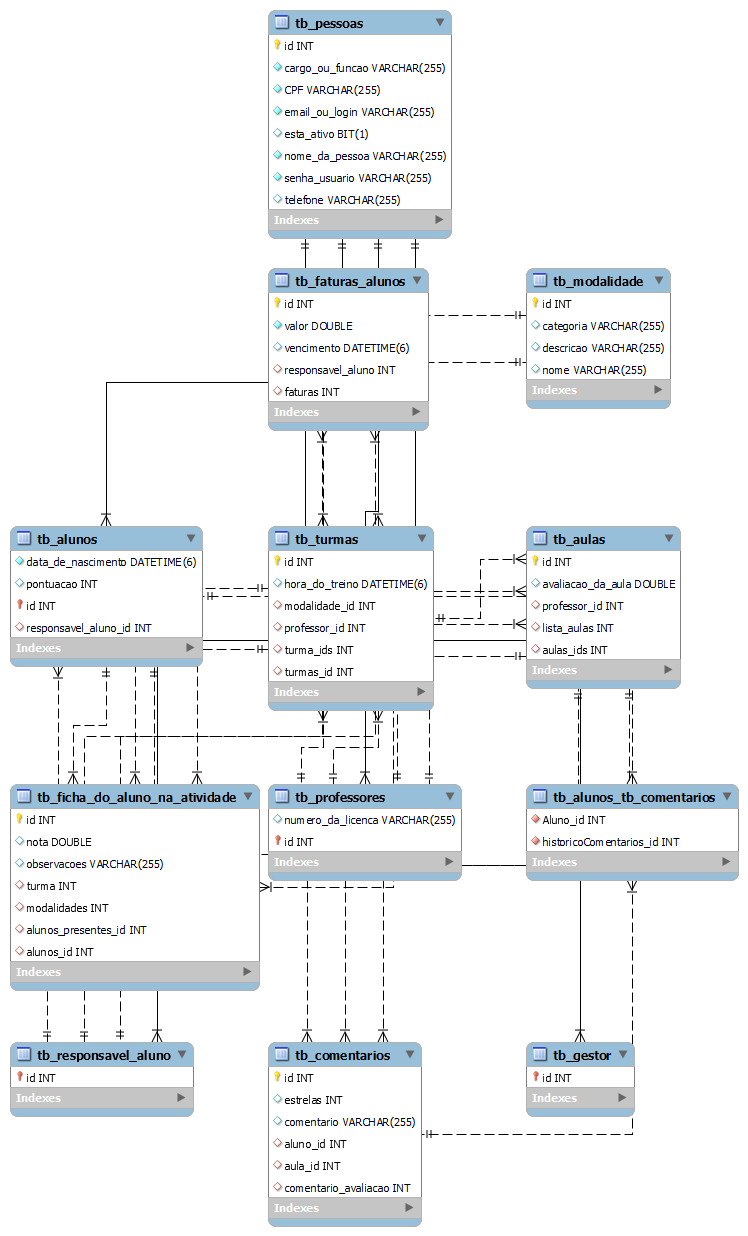 tb_pessoas
id INT
cargo_ou_funcao VARCHAR(255)
CPF VARCHAR(255)
email_ou_login VARCHAR(255)
esta_ativo BIT(1)
nome_da_pessoa VARCHAR(255)
senha_usuario VARCHAR(255)
telefone VARCHAR(255)
Indexes
tb_faturas_alunos
id INT
valor DOUBLE
vencimento DATETIME(6)
responsavel_aluno INT
faturas INT
Indexes
tb_modalidade
id INT
categoria VARCHAR(255)
descricao VARCHAR(255)
nome VARCHAR(255)
Indexes
tb_alunos
data_de_nascimento DATETIME(6)
pontuacao INT
id INT
responsavel_aluno_id INT
Indexes
tb_turmas
id INT
hora_do_treino DATETIME(6)
modalidade_id INT
professor_id INT
turma_ids INT
turmas_id INT
Indexes
tb_aulas
id INT
avaliacao_da_aula DOUBLE
professor_id INT
lista_aulas INT
aulas_ids INT
Indexes
tb_ficha_do_aluno_na_atividade
id INT
nota DOUBLE
observacoes VARCHAR(255)
turma INT
modalidades INT
alunos_presentes_id INT
alunos_id INT
Indexes
tb_professores
numero_da_licenca VARCHAR(255)
id INT
Indexes
tb_alunos_tb_comentarios
Aluno_id INT
historicoComentarios_id INT
Indexes
tb_responsavel_aluno
id INT
Indexes
tb_comentarios
id INT
estrelas INT
comentario VARCHAR(255)
aluno_id INT
aula_id INT
comentario_avaliacao INT
Indexes
tb_gestor
id INT
Indexes